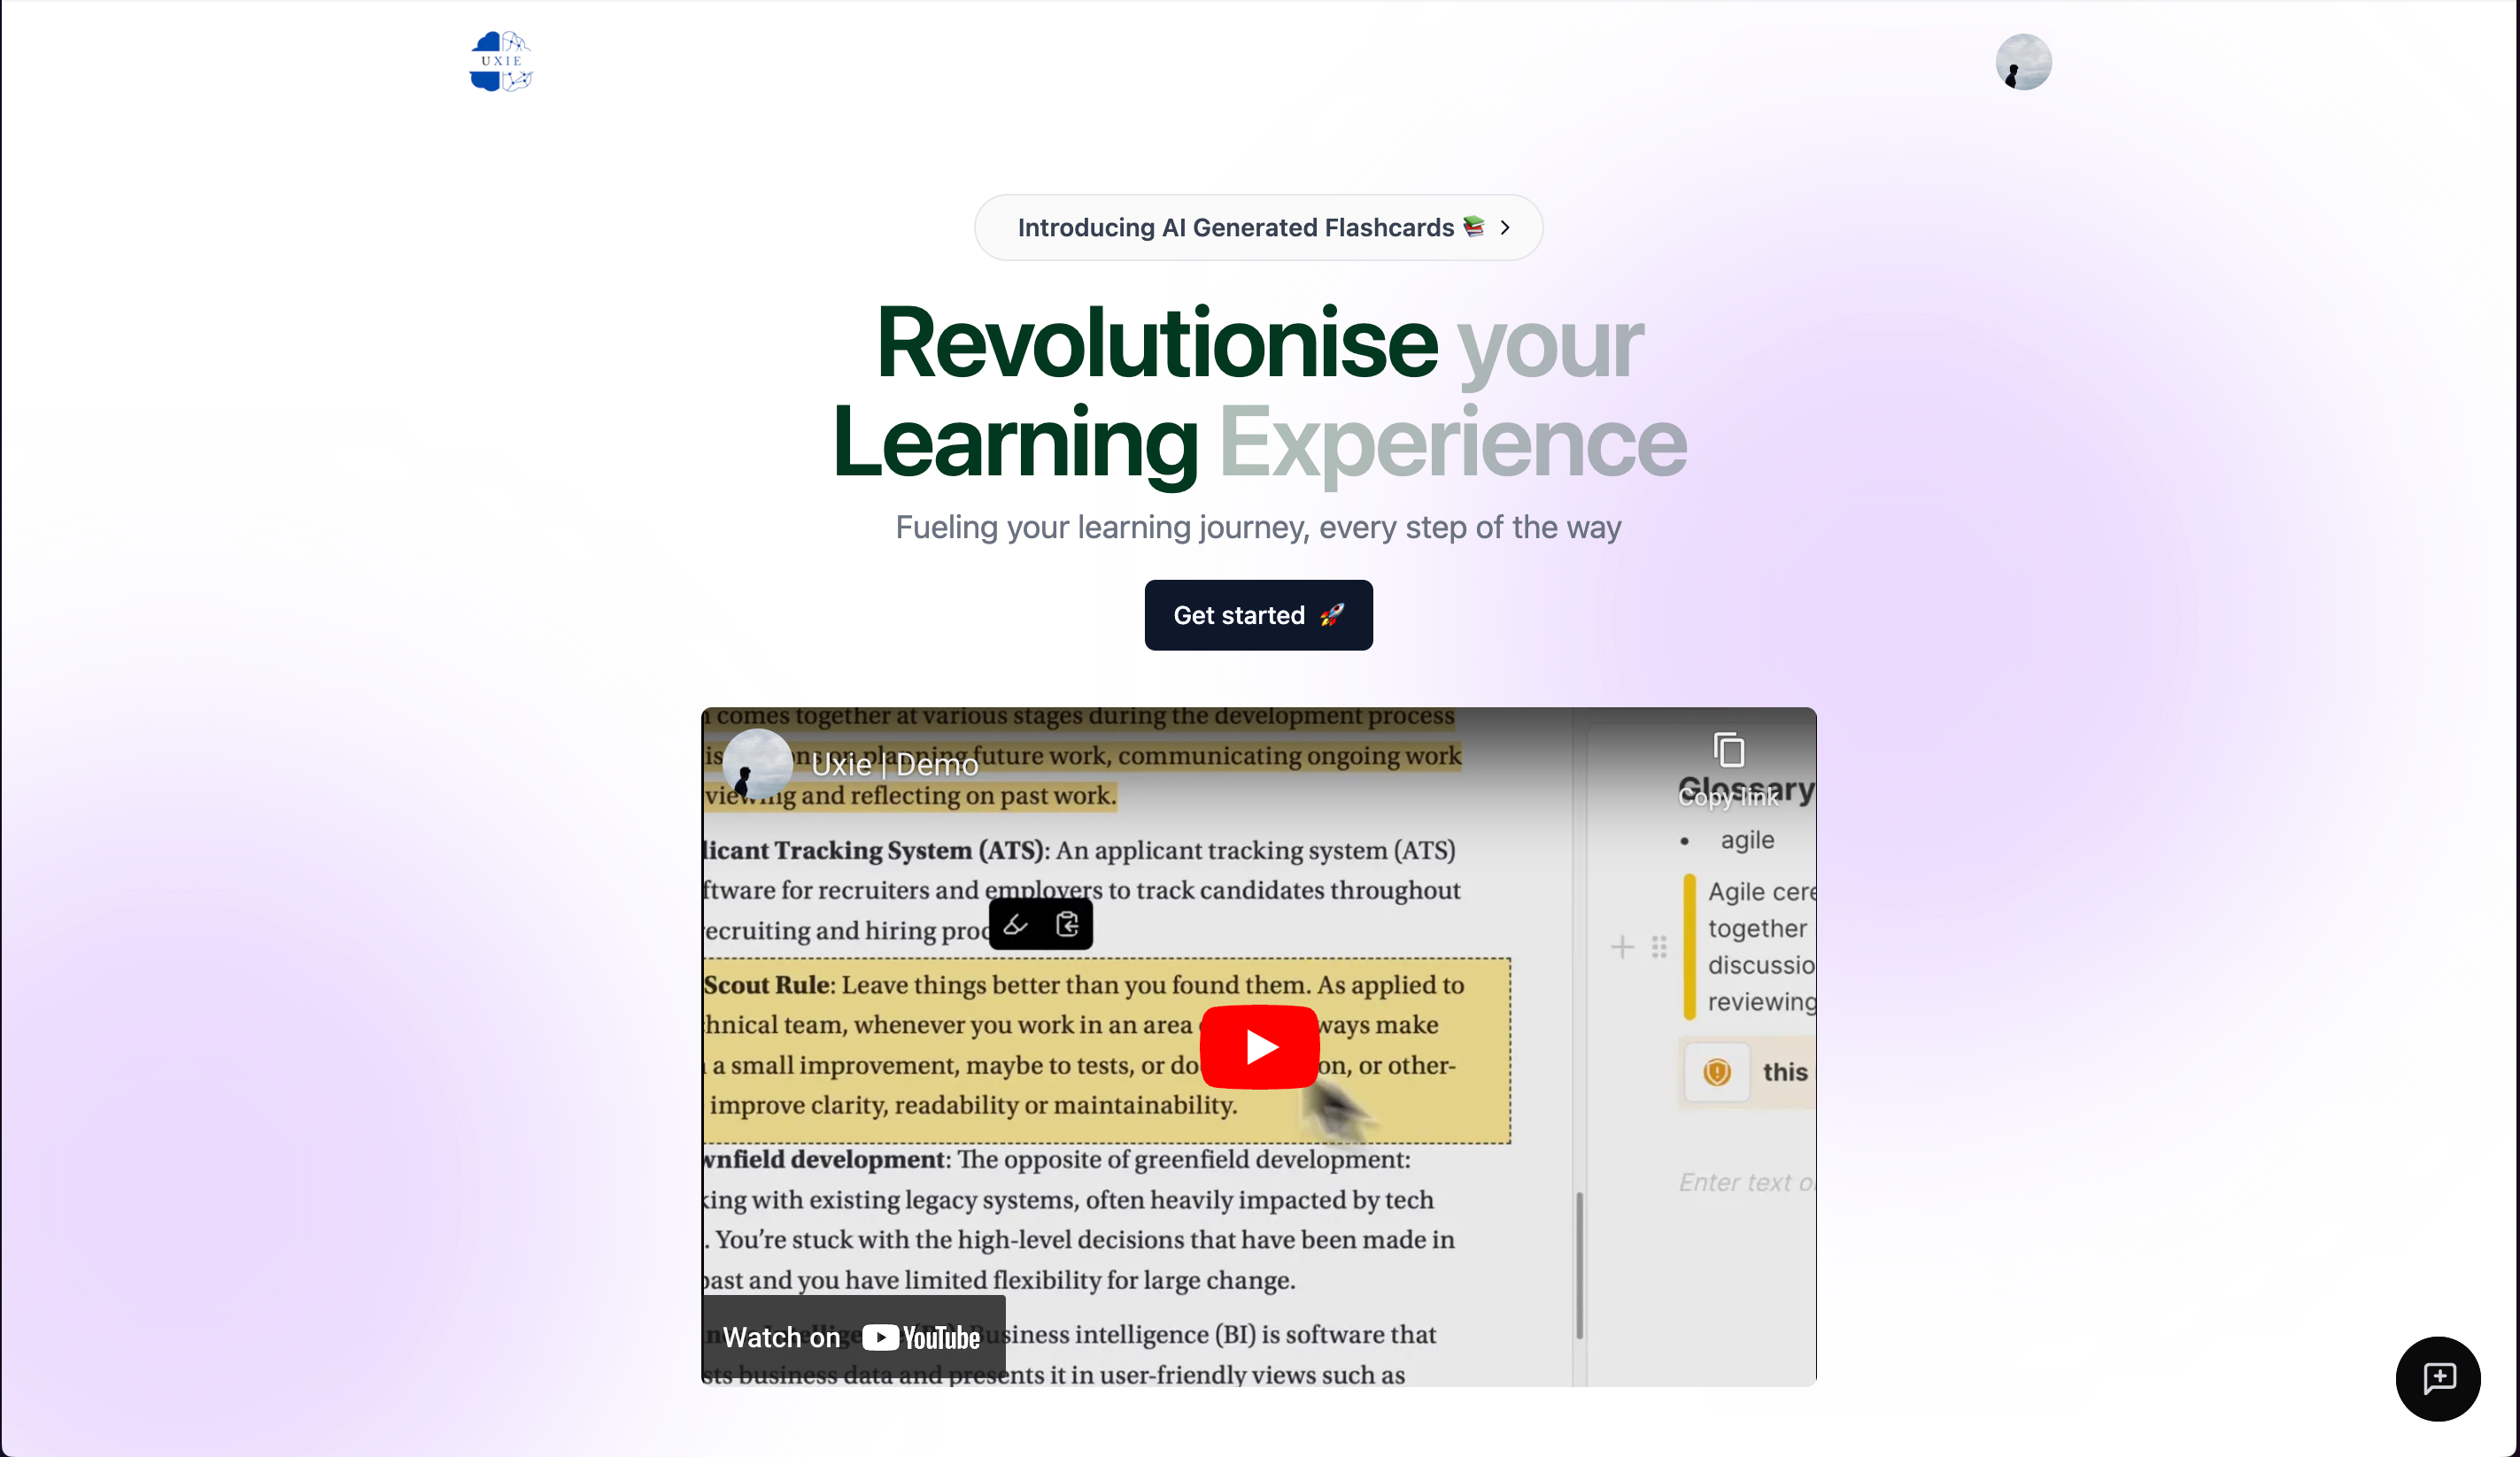 UXIE
Introducing AI Generated Flashcards 📚 >
Revolutionise your
Learning Experience
Fueling your learning journey, every step of the way
Get started 🚀
comes together at various stages during the development process
Uxie | Demo
planning future work, communicating ongoing work
and reflecting on past work.
Copy link
Glossary
licant Tracking System (ATS): An applicant tracking system (ATS)
ftware for recruiters and employers to track candidates throughout
ecruiting and hiring proc
Scout Rule: Leave things better than you found them. As applied to
hnical team, whenever you work in an area ways make
a small improvement, maybe to tests, or do on, or other-
improve clarity, readability or maintainability.
wnfield development: The opposite of greenfield development:
king with existing legacy systems, often heavily impacted by tech
. You’re stuck with the high-level decisions that have been made in
past and you have limited flexibility for large change.
Business intelligence (BI) is software that
business data and presents it in user-friendly views such as
Watch on YouTube
• agile
Agile cere
together
discussio
reviewing
this
Enter text o